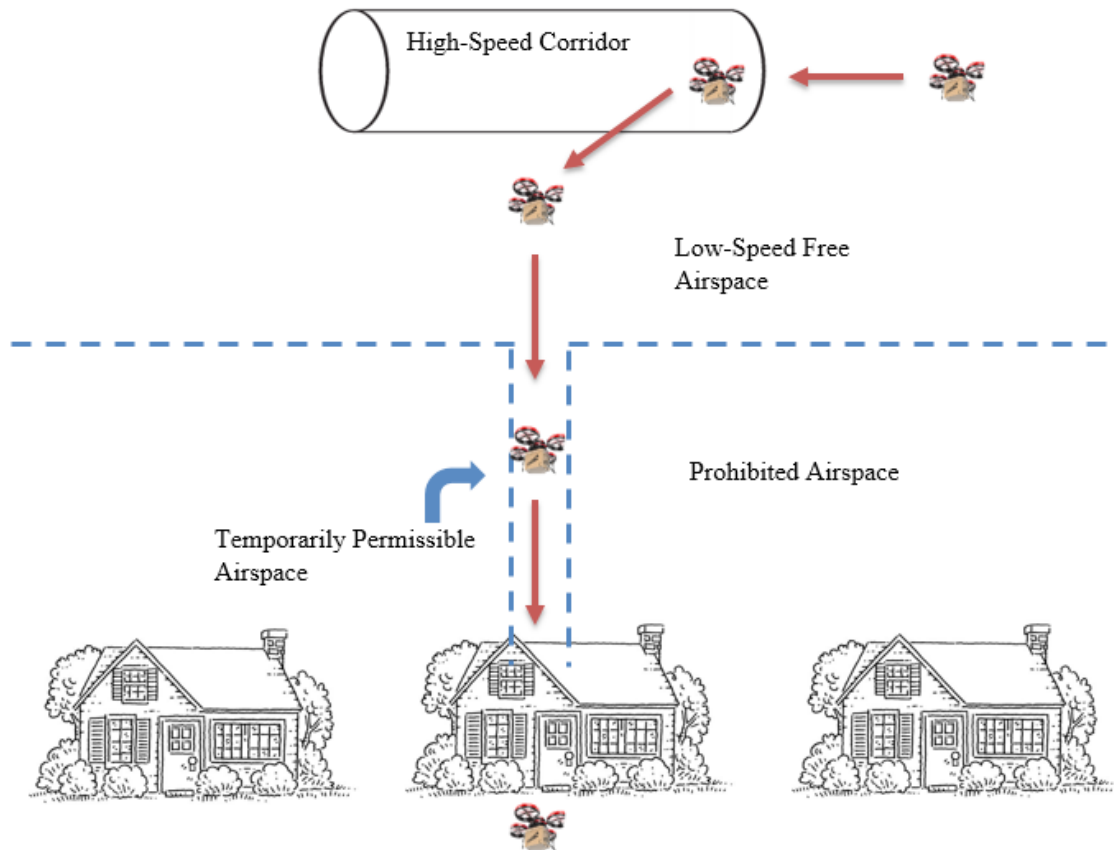 High-Speed Corridor
Low-Speed Free
Airspace
Prohibited Airspace
Temporarily Permissible
Airspace